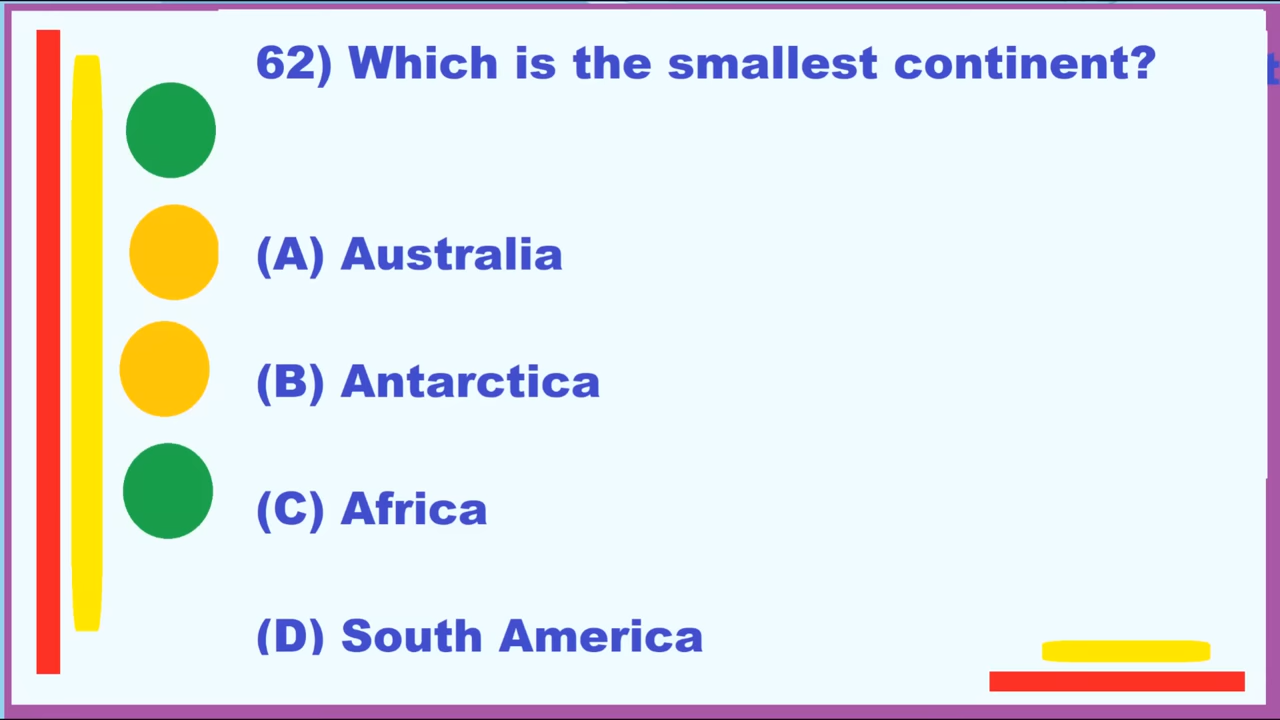 62) Which is the smallest continent?
(A) Australia
(B) Antarctica
(C) Africa
(D) South America